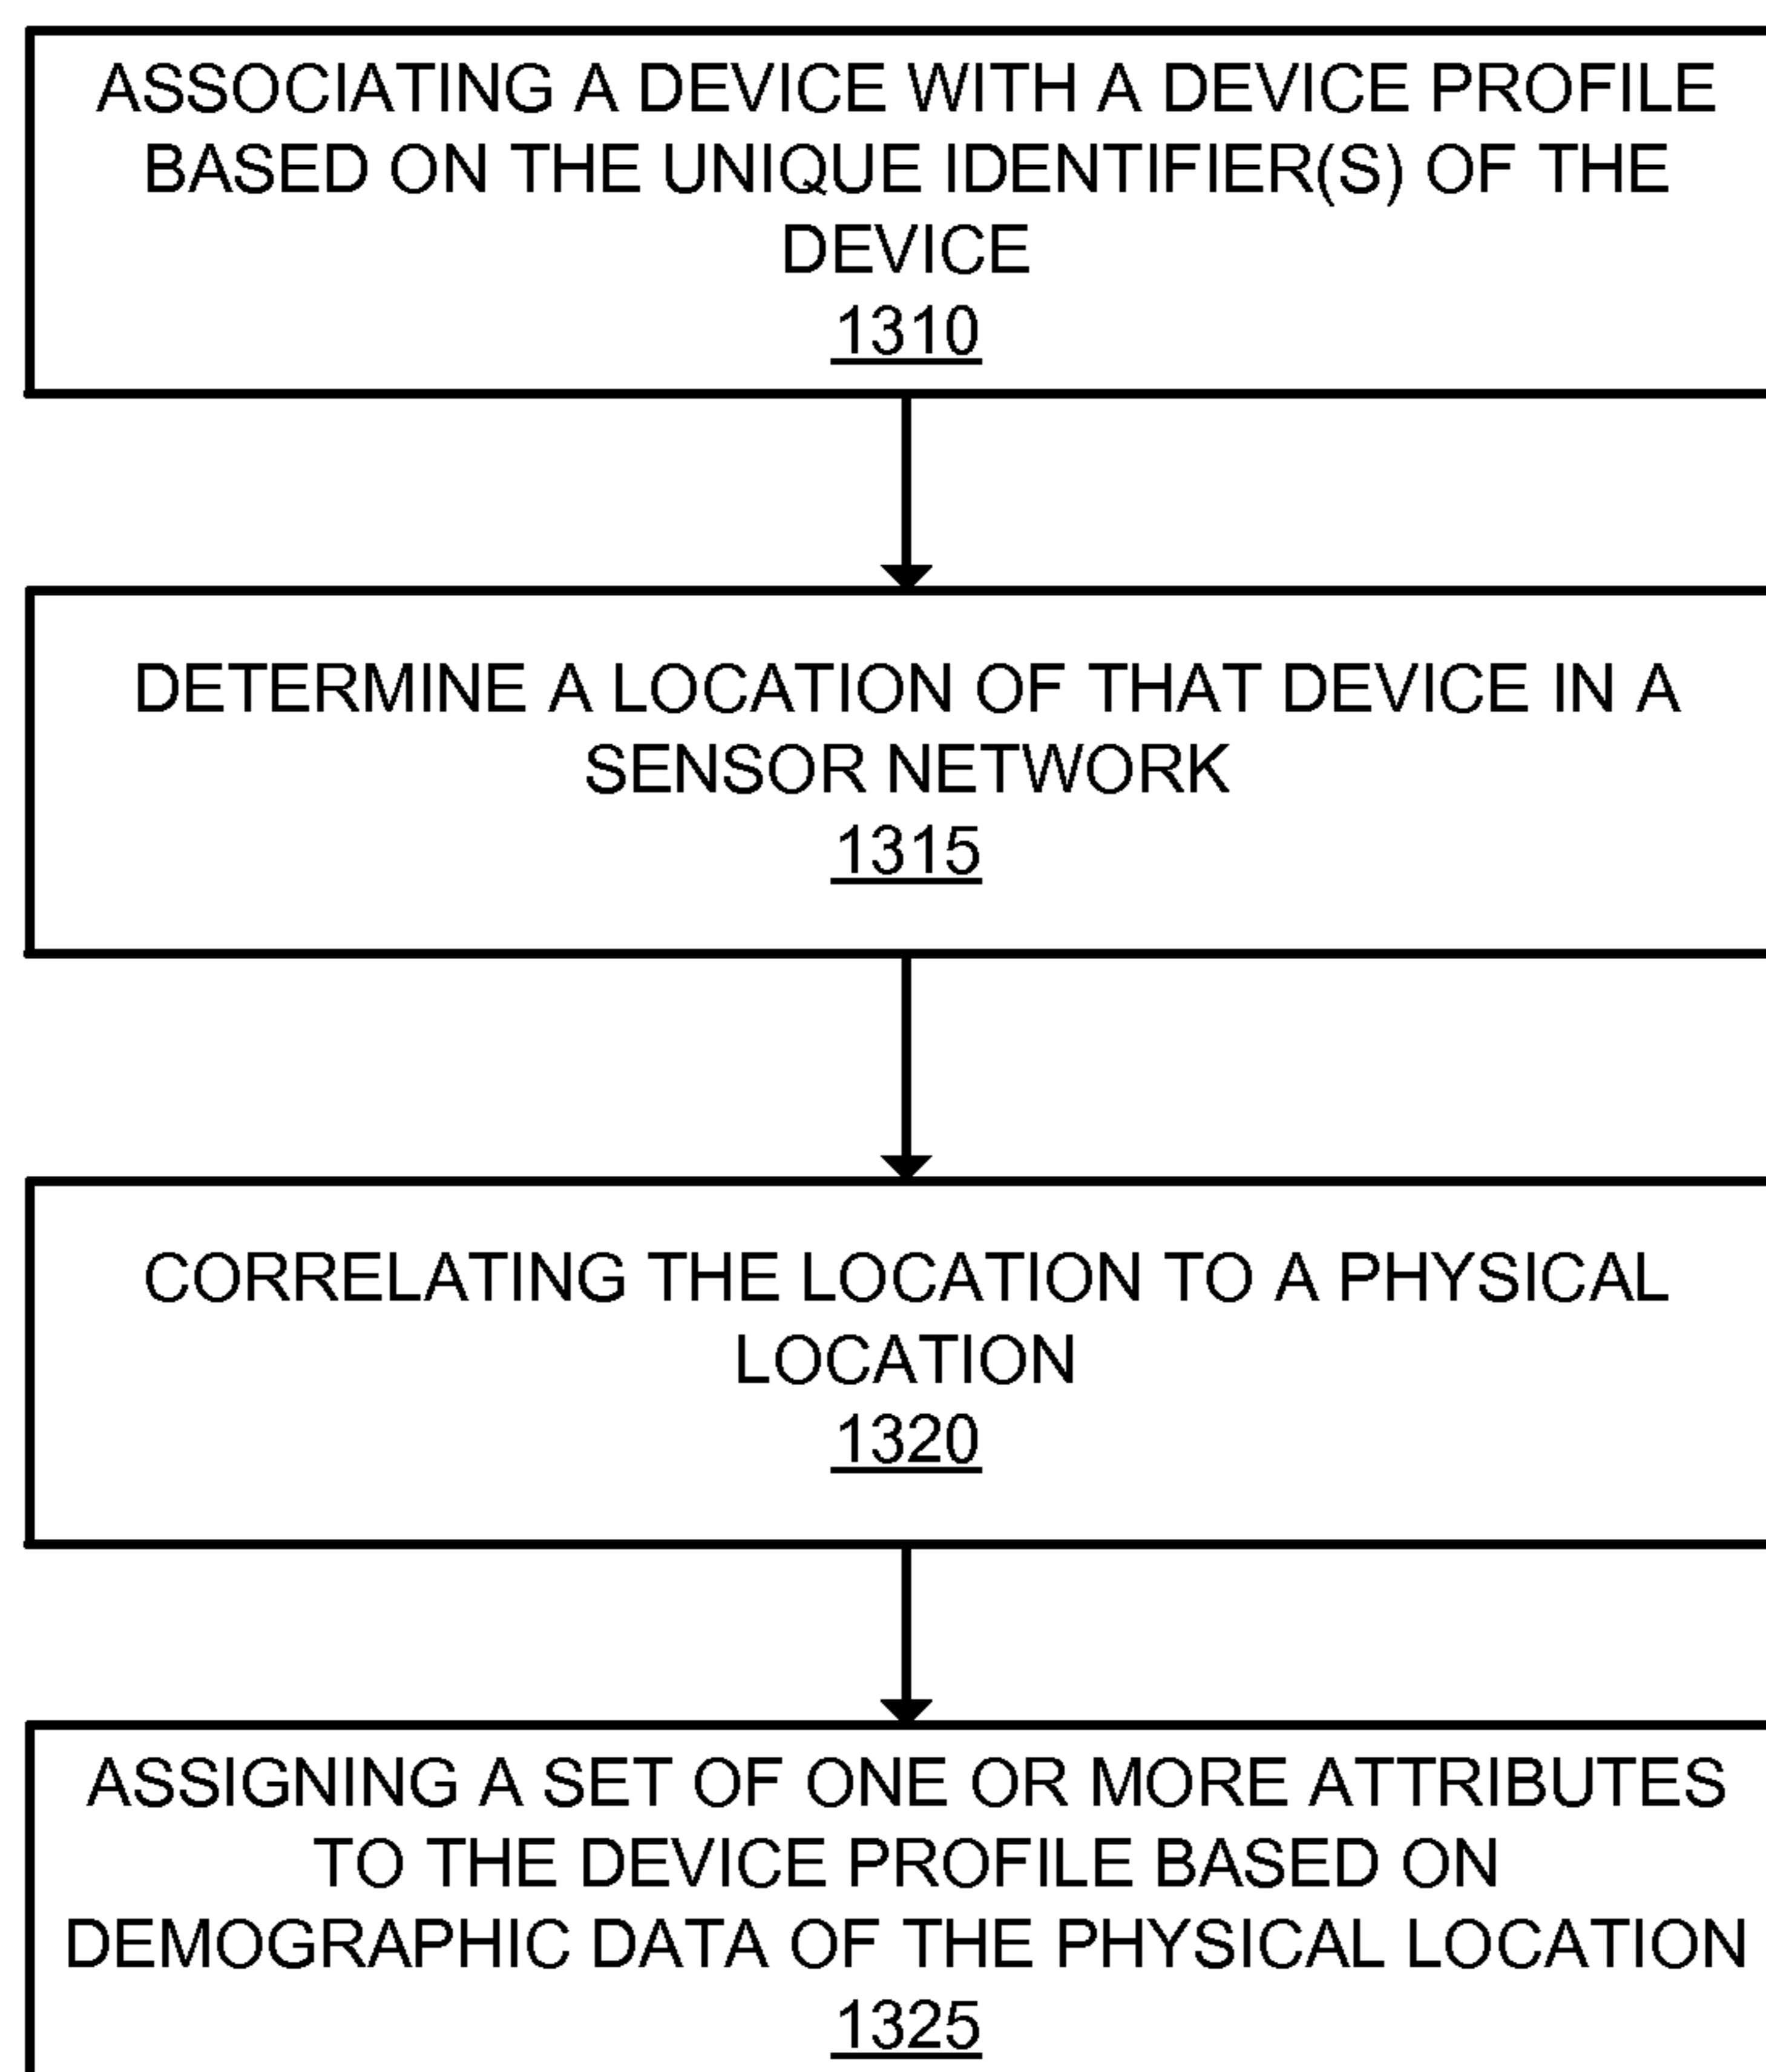 ASSOCIATING A DEVICE WITH A DEVICE PROFILE
BASED ON THE UNIQUE IDENTIFIER(S) OF THE
DEVICE
1310
DETERMINE A LOCATION OF THAT DEVICE IN A
SENSOR NETWORK
1315
CORRELATING THE LOCATION TO A PHYSICAL
LOCATION
1320
ASSIGNING A SET OF ONE OR MORE ATTRIBUTES
TO THE DEVICE PROFILE BASED ON
DEMOGRAPHIC DATA OF THE PHYSICAL LOCATION
1325